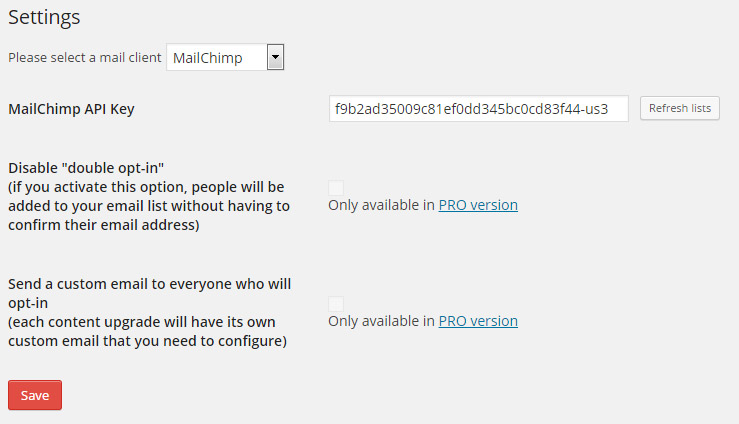 Settings
Please select a mail client MailChimp
MailChimp API Key f9b2ad35009c81ef0dd345bc0cd83f44-us3 Refresh lists
Disable "double opt-in"
(if you activate this option, people will be
added to your email list without having to
confirm their email address)
Only available in PRO version
Send a custom email to everyone who will
opt-in
(each content upgrade will have its own
custom email that you need to configure)
Only available in PRO version
Save